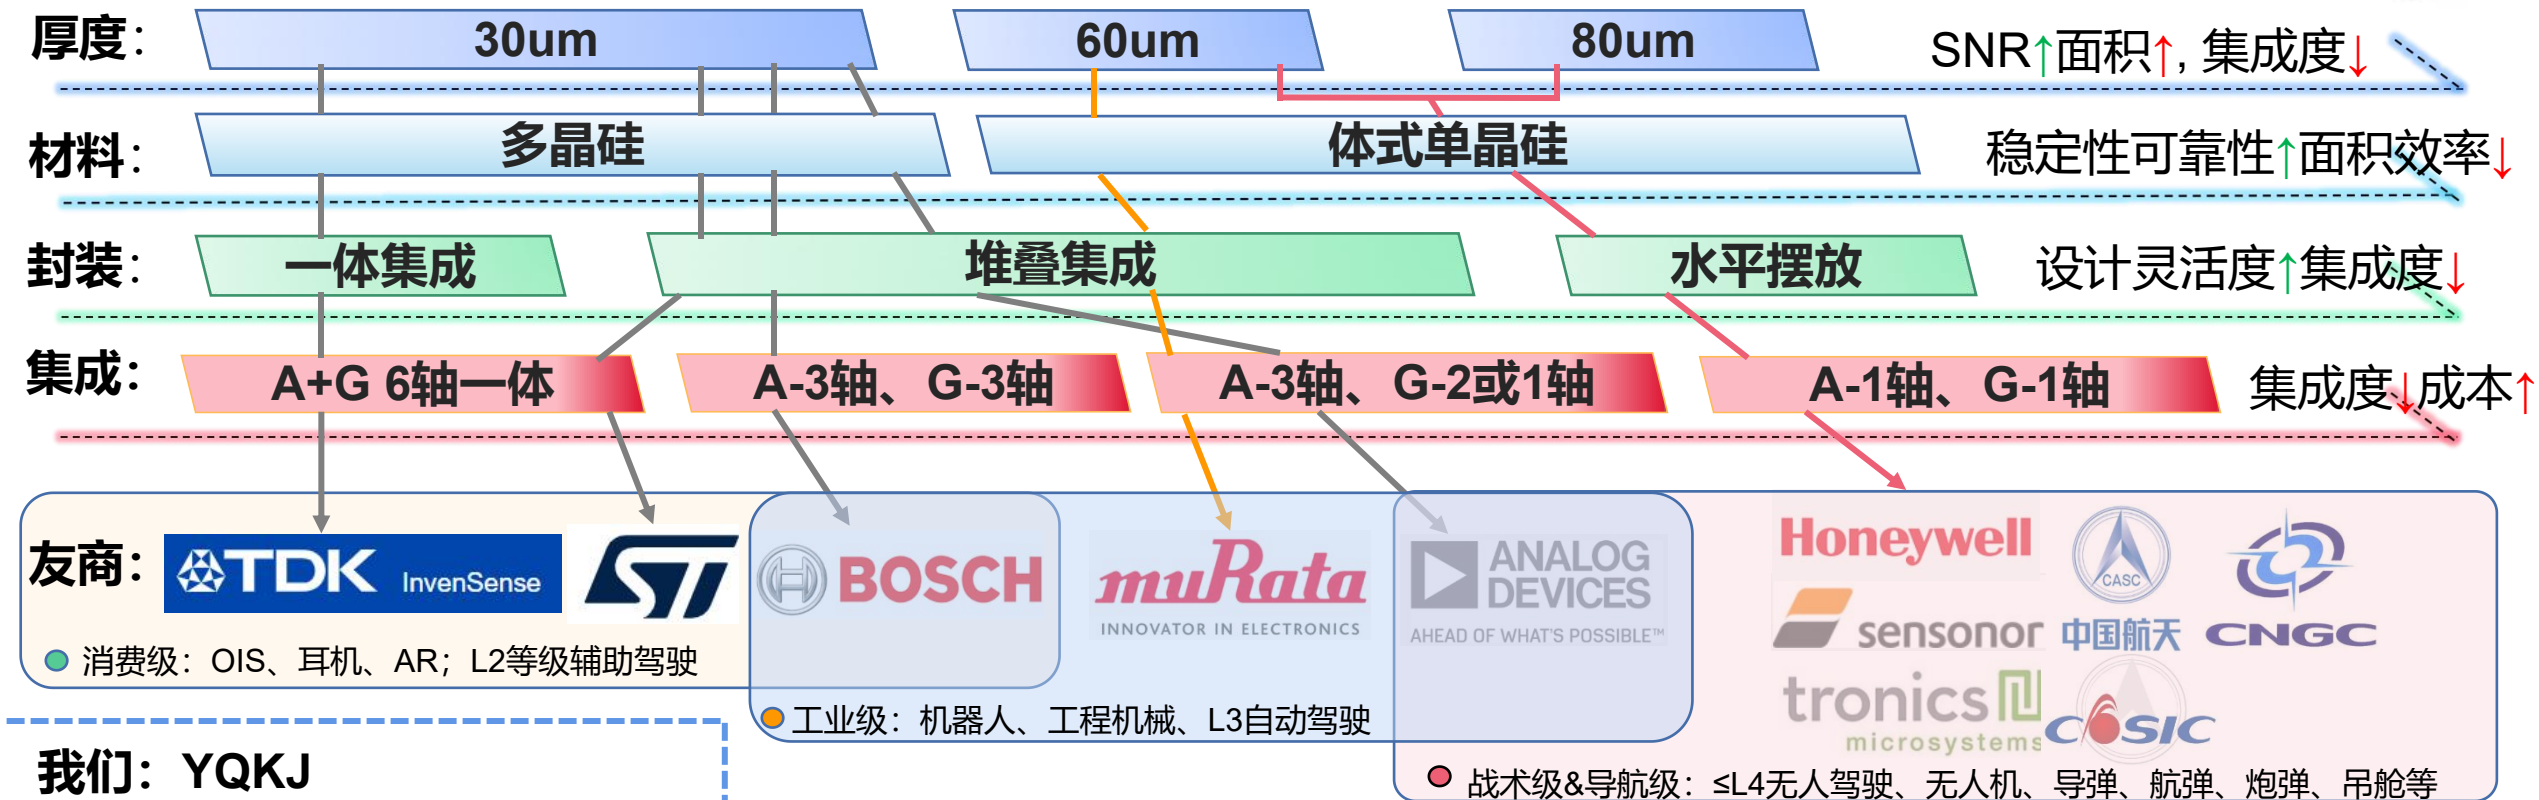 厚度： 30um 60um 80um SNR↑面积↑, 集成度↓
材料： 多晶硅 体式单晶硅 稳定性可靠性↑面积效率↓
封装： 一体集成 堆叠集成 水平摆放 设计灵活度↑集成度↓
集成： A+G 6轴一体 A-3轴、G-3轴 A-3轴、G-2或1轴 A-1轴、G-1轴 集成度↓成本↑
友商： TDK InvenSense ST BOSCH muRata
INNOVATOR IN ELECTRONICS
ANALOG
DEVICES
AHEAD OF WHAT'S POSSIBLE™
Honeywell
sensonor
tronics
microsystems
CASC
中国航天
CNGC
COSIC
消费级：OIS、耳机、AR；L2等级辅助驾驶
工业级：机器人、工程机械、L3自动驾驶
战术级&导航级：≤L4无人驾驶、无人机、导弹、航弹、炮弹、吊舱等
我们：YQKJ